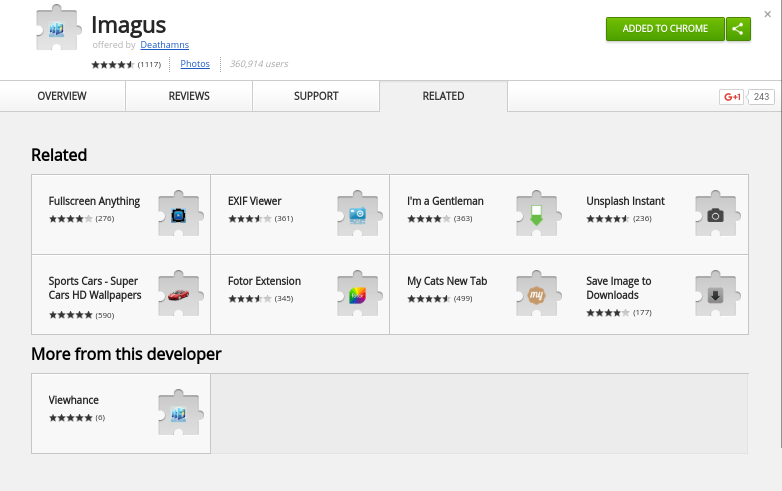 Imagus
offered by Deathamns
(1117) Photos 360,914 users
ADDED TO CHROME
×
OVERVIEW REVIEWS SUPPORT RELATED
G+1 243
Related
Fullscreen Anything
(276)
EXIF Viewer
(361)
I'm a Gentleman
(363)
Unsplash Instant
(236)
Sports Cars - Super
Cars HD Wallpapers
(590)
Fotor Extension
(345)
fotor
My Cats New Tab
(499)
my
Save Image to
Downloads
(177)
More from this developer
Viewhance
(6)